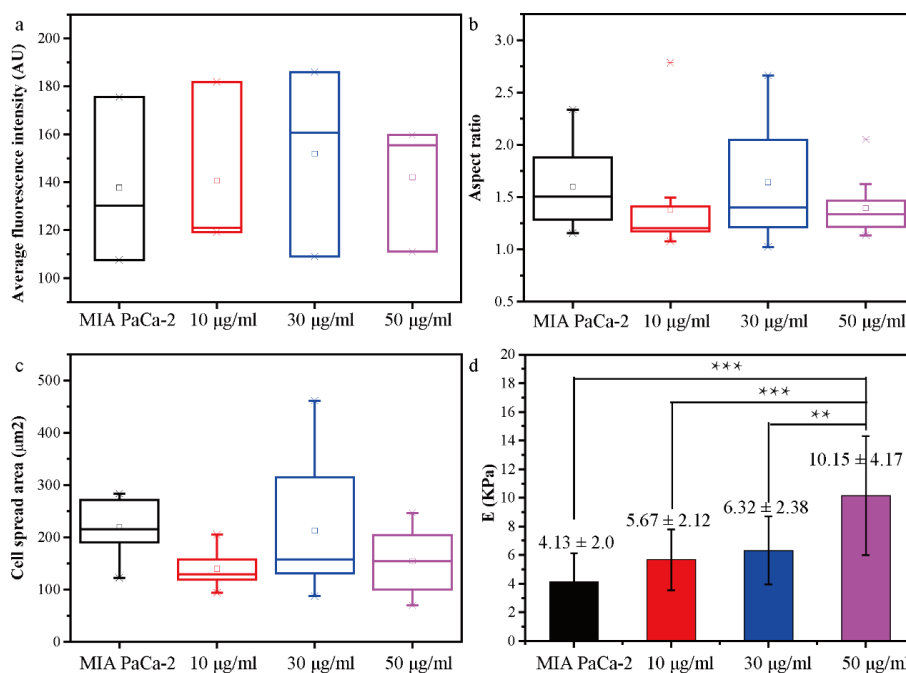 a
Average fluorescence intensity (AU)
200
180
160
140
120
100
MIA PaCa-2 10 μg/ml 30 μg/ml 50 μg/ml
b
Aspect ratio
3.0
2.5
2.0
1.5
1.0
0.5
MIA PaCa-2 10 μg/ml 30 μg/ml 50 μg/ml
c
Cell spread area (μm2)
500
400
300
200
100
0
MIA PaCa-2 10 μg/ml 30 μg/ml 50 μg/ml
d
E (KPa)
20
18
16
14
12
10
8
6
4
2
0
***
***
**
4.13 ± 2.0
5.67 ± 2.12
6.32 ± 2.38
10.15 ± 4.17
MIA PaCa-2 10 μg/ml 30 μg/ml 50 μg/ml